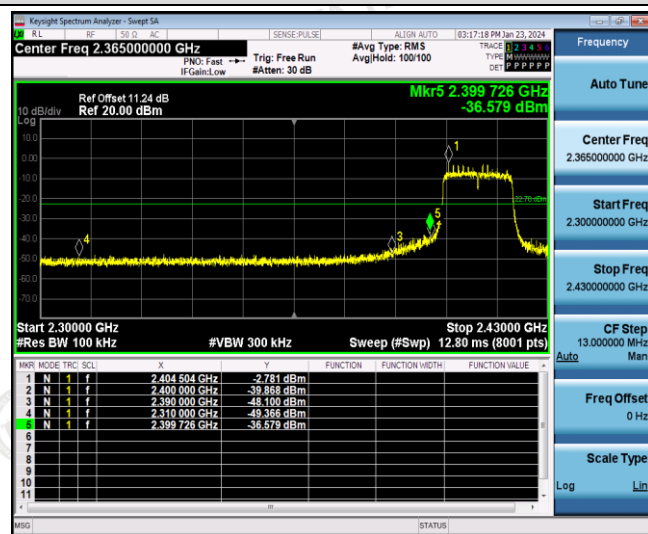 Keysight Spectrum Analyzer - Swept SA
RL RF 50 Ω AC SENSE:PULSE ALIGN AUTO 03:17:18 PM Jan 23, 2024
Center Freq 2.365000000 GHz
PNO: Fast
IFGain:Low
Trig: Free Run
#Atten: 30 dB
#Avg Type: RMS
Avg|Hold: 100/100
TRACE 1 2 3 4 5 6
TYPE M WWWWW
DET P P P P P P
Frequency
Auto Tune
Center Freq
2.365000000 GHz
Start Freq
2.300000000 GHz
Stop Freq
2.430000000 GHz
CF Step
13.000000 MHz
Auto Man
Freq Offset
0 Hz
Scale Type
Log Lin
Mkr5 2.399 726 GHz
-36.579 dBm
Ref Offset 11.24 dB
10 dB/div Ref 20.00 dBm
Log
10.0
0.00
-10.0
-20.0
-30.0
-40.0
-50.0
-60.0
-70.0
1
-22.70 dBm
5
3
4
Start 2.30000 GHz Stop 2.43000 GHz
#Res BW 100 kHz #VBW 300 kHz Sweep (#Swp) 12.80 ms (8001 pts)
MKR MODE TRC SCL X Y FUNCTION FUNCTION WIDTH FUNCTION VALUE
1 N 1 f 2.404 504 GHz -2.781 dBm
2 N 1 f 2.400 000 GHz -39.868 dBm
3 N 1 f 2.390 000 GHz -48.100 dBm
4 N 1 f 2.310 000 GHz -49.366 dBm
5 N 1 f 2.399 726 GHz -36.579 dBm
6
7
8
9
10
11
MSG STATUS